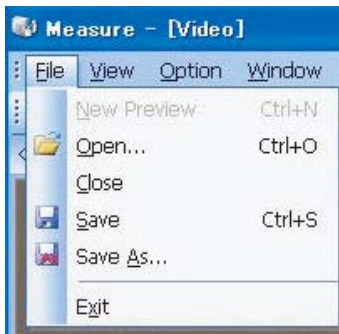 Measure - [Video]
File View Option Window
New Preview Ctrl+N
Open... Ctrl+O
Close
Save Ctrl+S
Save As...
Exit